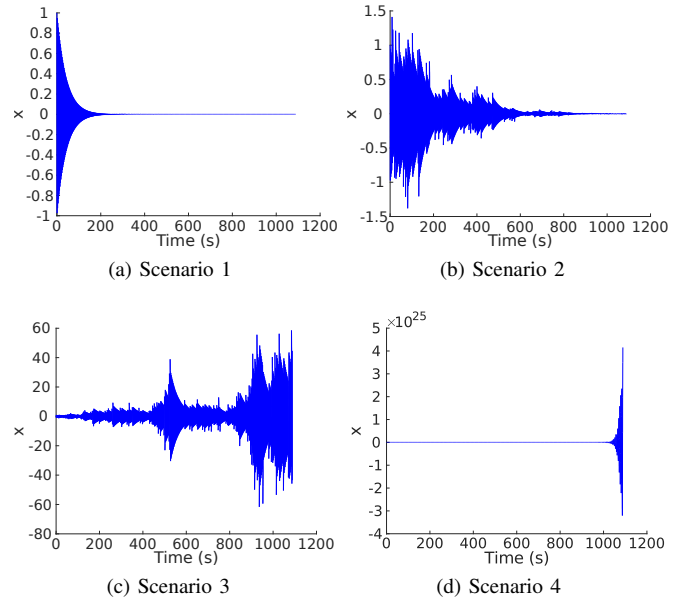 1
0.8
0.6
0.4
0.2
0
-0.2
-0.4
-0.6
-0.8
-1
x
0 200 400 600 800 1000 1200
Time (s)
(a) Scenario 1
1.5
1
0.5
0
-0.5
-1
-1.5
x
0 200 400 600 800 1000 1200
Time (s)
(b) Scenario 2
60
40
20
0
-20
-40
-60
-80
x
0 200 400 600 800 1000 1200
Time (s)
(c) Scenario 3
×10²⁵
5
4
3
2
1
0
-1
-2
-3
-4
x
0 200 400 600 800 1000 1200
Time (s)
(d) Scenario 4